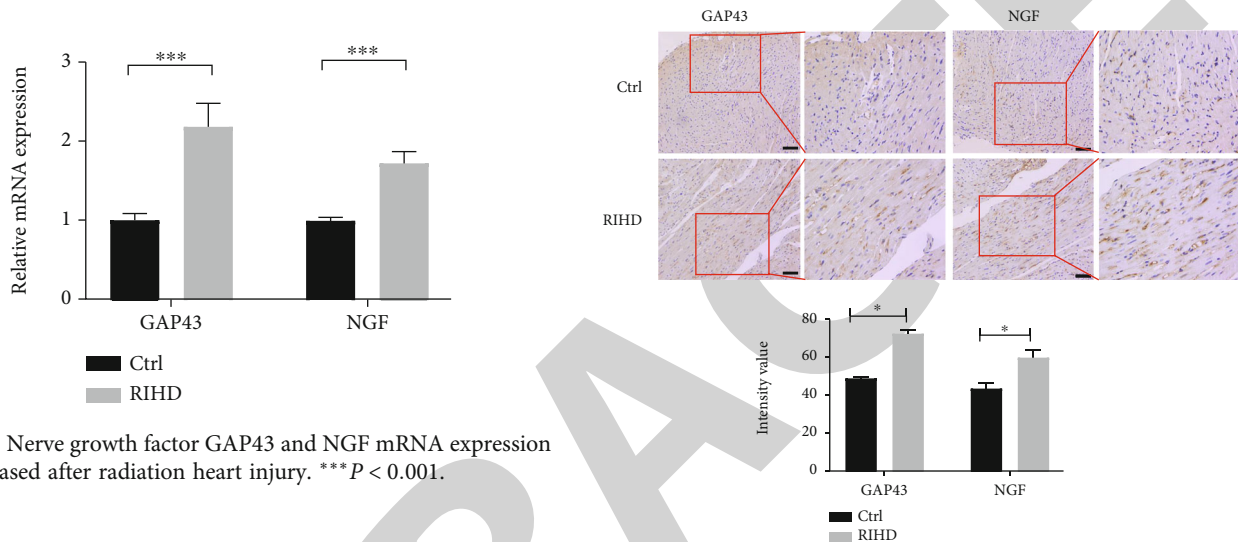 Relative mRNA expression
3
2
1
0
***
***
GAP43 NGF
Ctrl
RIHD
Nerve growth factor GAP43 and NGF mRNA expression
ased after radiation heart injury. ***P < 0.001.
GAP43 NGF
Ctrl
RIHD
Intensity value
80
60
40
20
0
*
*
GAP43 NGF
Ctrl
RIHD